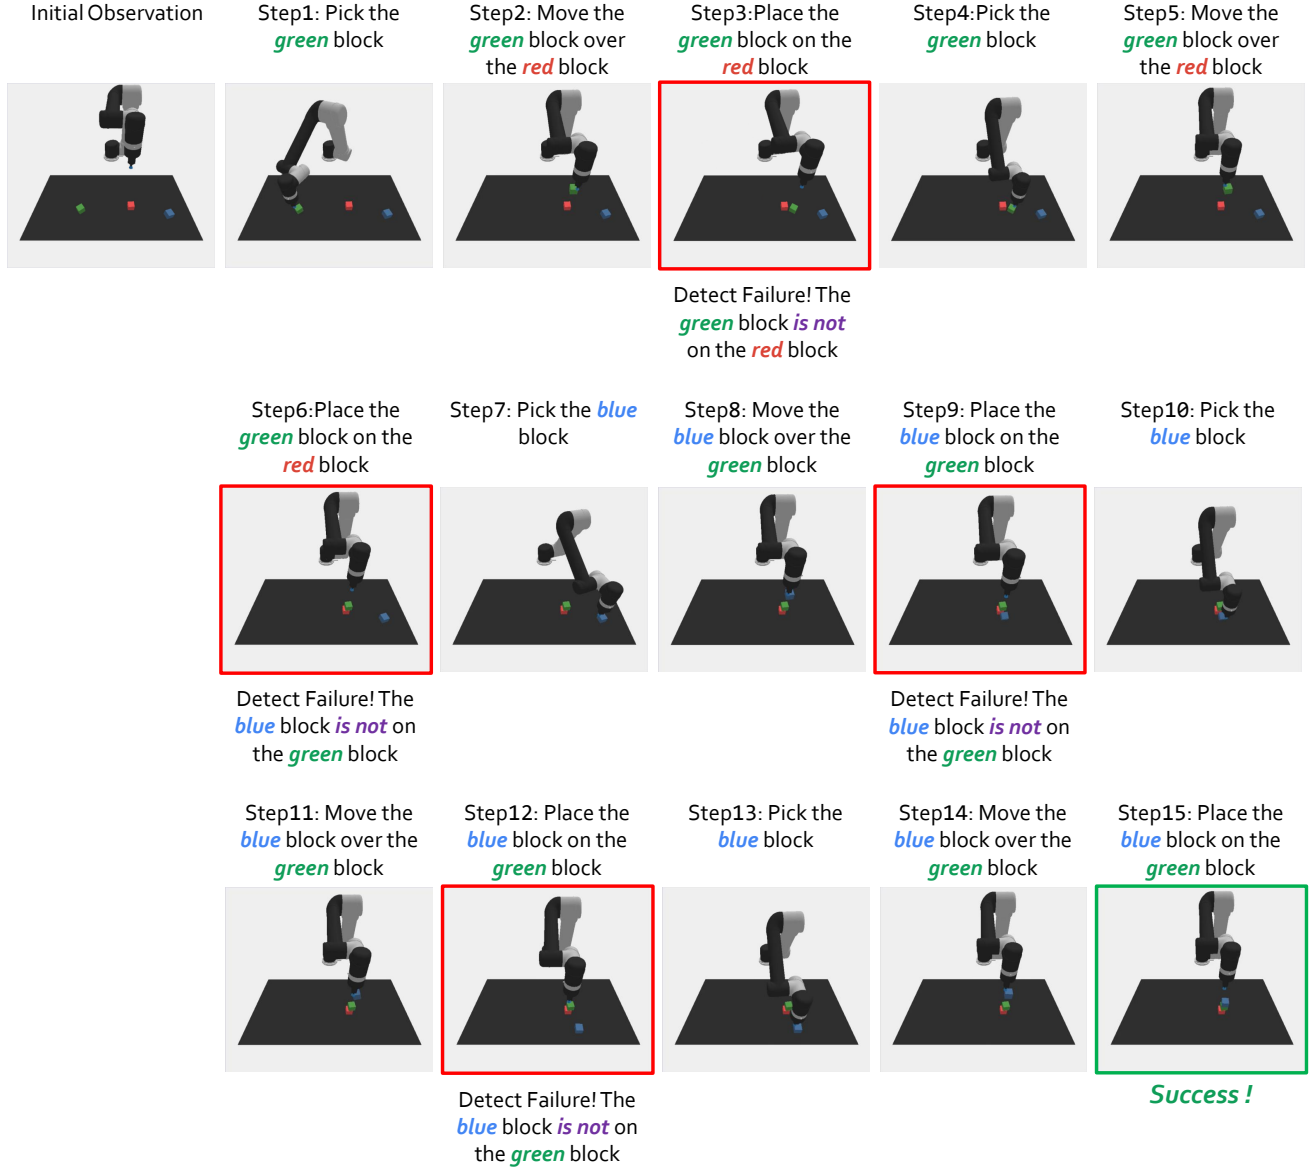 Initial Observation
Step1: Pick the
green block
Step2: Move the
green block over
the red block
Step3:Place the
green block on the
red block
Step4:Pick the
green block
Step5: Move the
green block over
the red block
Detect Failure! The
green block is not
on the red block
Step6:Place the
green block on the
red block
Step7: Pick the blue
block
Step8: Move the
blue block over the
green block
Step9: Place the
blue block on the
green block
Step10: Pick the
blue block
Detect Failure! The
blue block is not on
the green block
Detect Failure! The
blue block is not on
the green block
Step11: Move the
blue block over the
green block
Step12: Place the
blue block on the
green block
Step13: Pick the
blue block
Step14: Move the
blue block over the
green block
Step15: Place the
blue block on the
green block
Detect Failure! The
blue block is not on
the green block
Success !